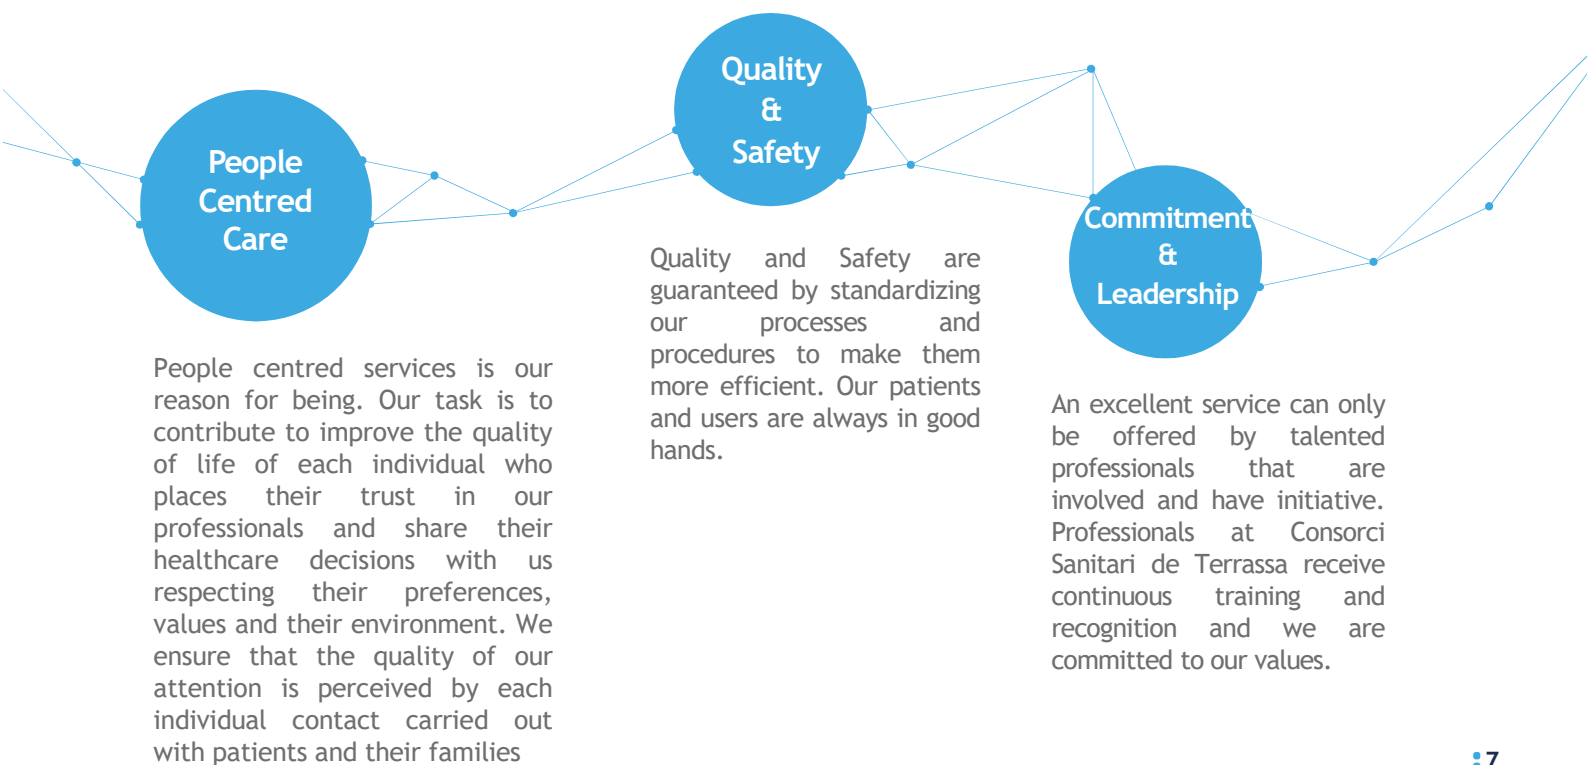 People
Centred
Care
People centred services is our
reason for being. Our task is to
contribute to improve the quality
of life of each individual who
places their trust in our
professionals and share their
healthcare decisions with us
respecting their preferences,
values and their environment. We
ensure that the quality of our
attention is perceived by each
individual contact carried out
with patients and their families
Quality
&
Safety
Quality and Safety are
guaranteed by standardizing
our processes and
procedures to make them
more efficient. Our patients
and users are always in good
hands.
Commitment
&
Leadership
An excellent service can only
be offered by talented
professionals that are
involved and have initiative.
Professionals at Consorci
Sanitari de Terrassa receive
continuous training and
recognition and we are
committed to our values.
7